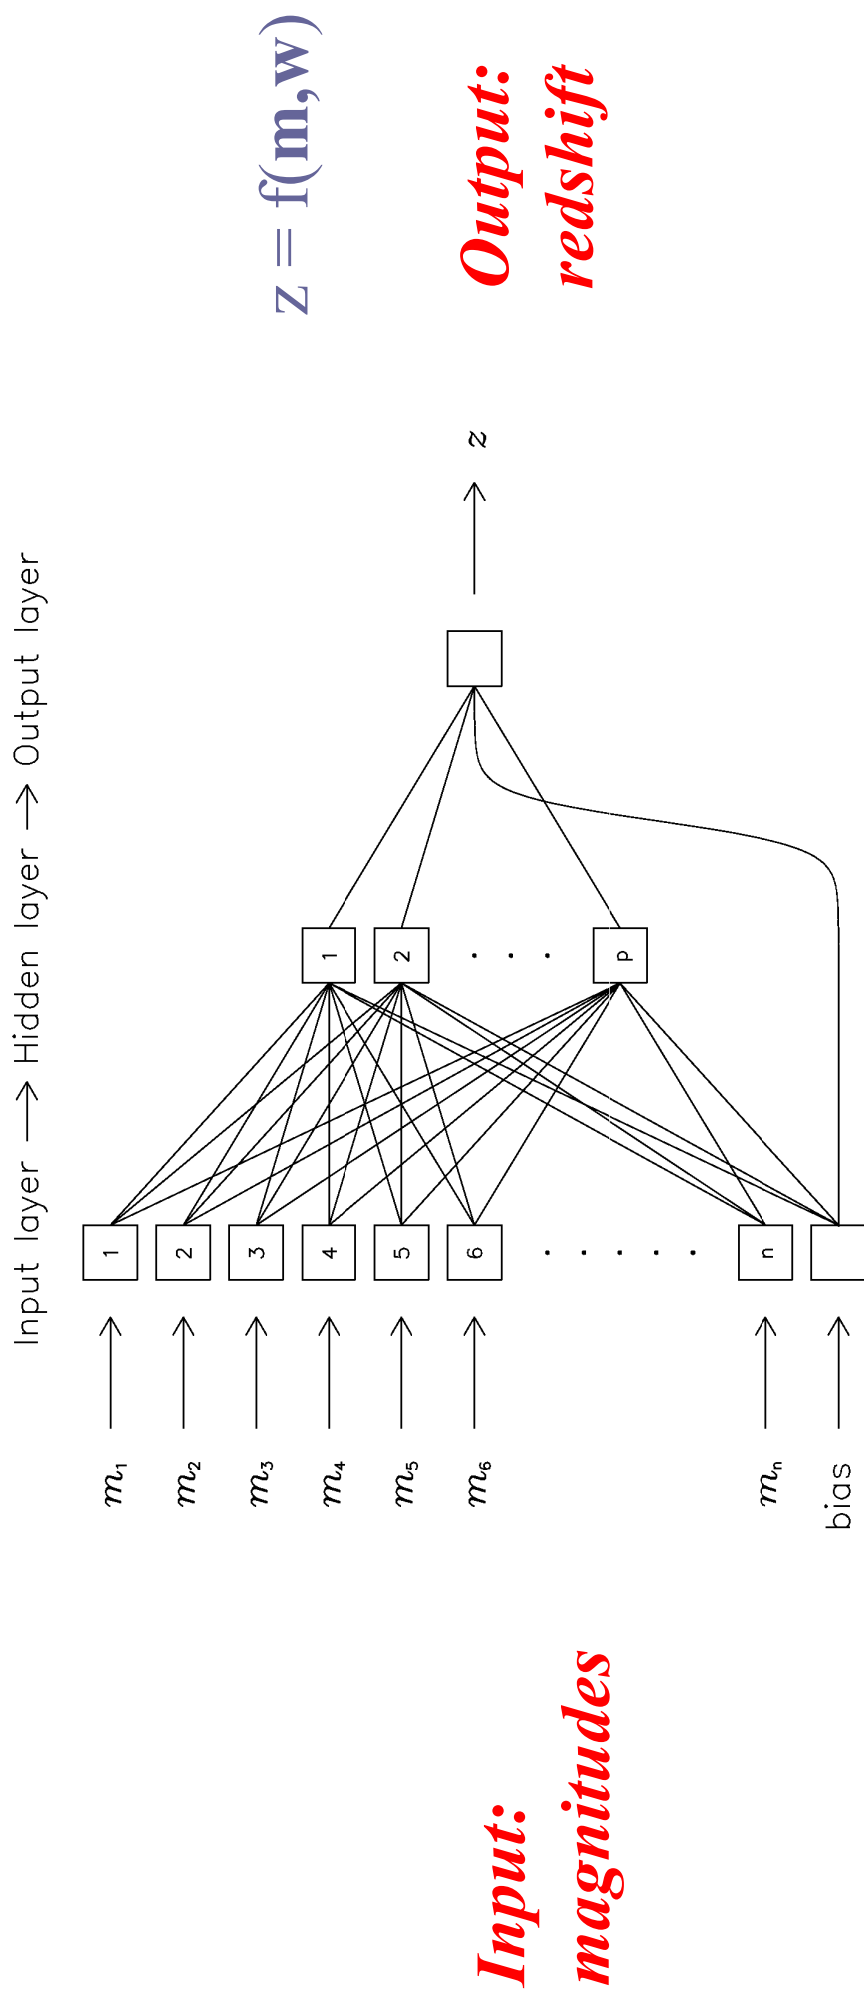 Input layer → Hidden layer → Output layer
z = f(m,w)
m₁
1
m₂
2
m₃
3
m₄
4
m₅
5
m₆
6
. . . . .
mₙ
n
bias
1
2
. . .
p
z
Input:
magnitudes
Output:
redshift